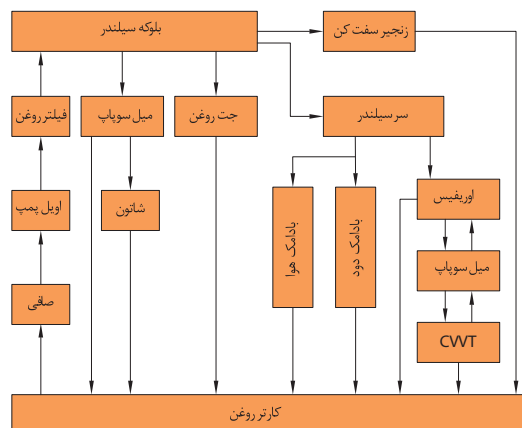 بلوکه سیلندر
زنجیر سفت کن
فیلتر روغن
میل سوپاپ
جت روغن
سر سیلندر
اویل پمپ
شاتون
بادامک هوا
بادامک دود
اوریفیس
میل سوپاپ
صافی
CVVT
کارتر روغن